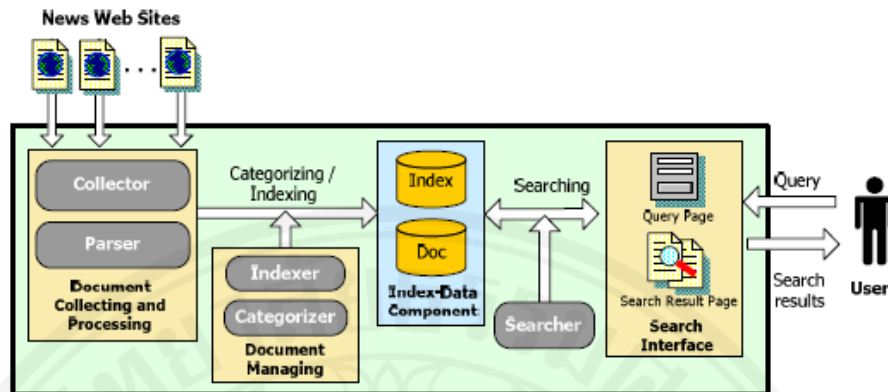 News Web Sites
. . .
Collector
Parser
Document
Collecting and
Processing
Categorizing /
Indexing
Indexer
Categorizer
Document
Managing
Index
Doc
Index-Data
Component
Searching
Searcher
Query Page
Search Result Page
Search
Interface
Query
Search
results
User